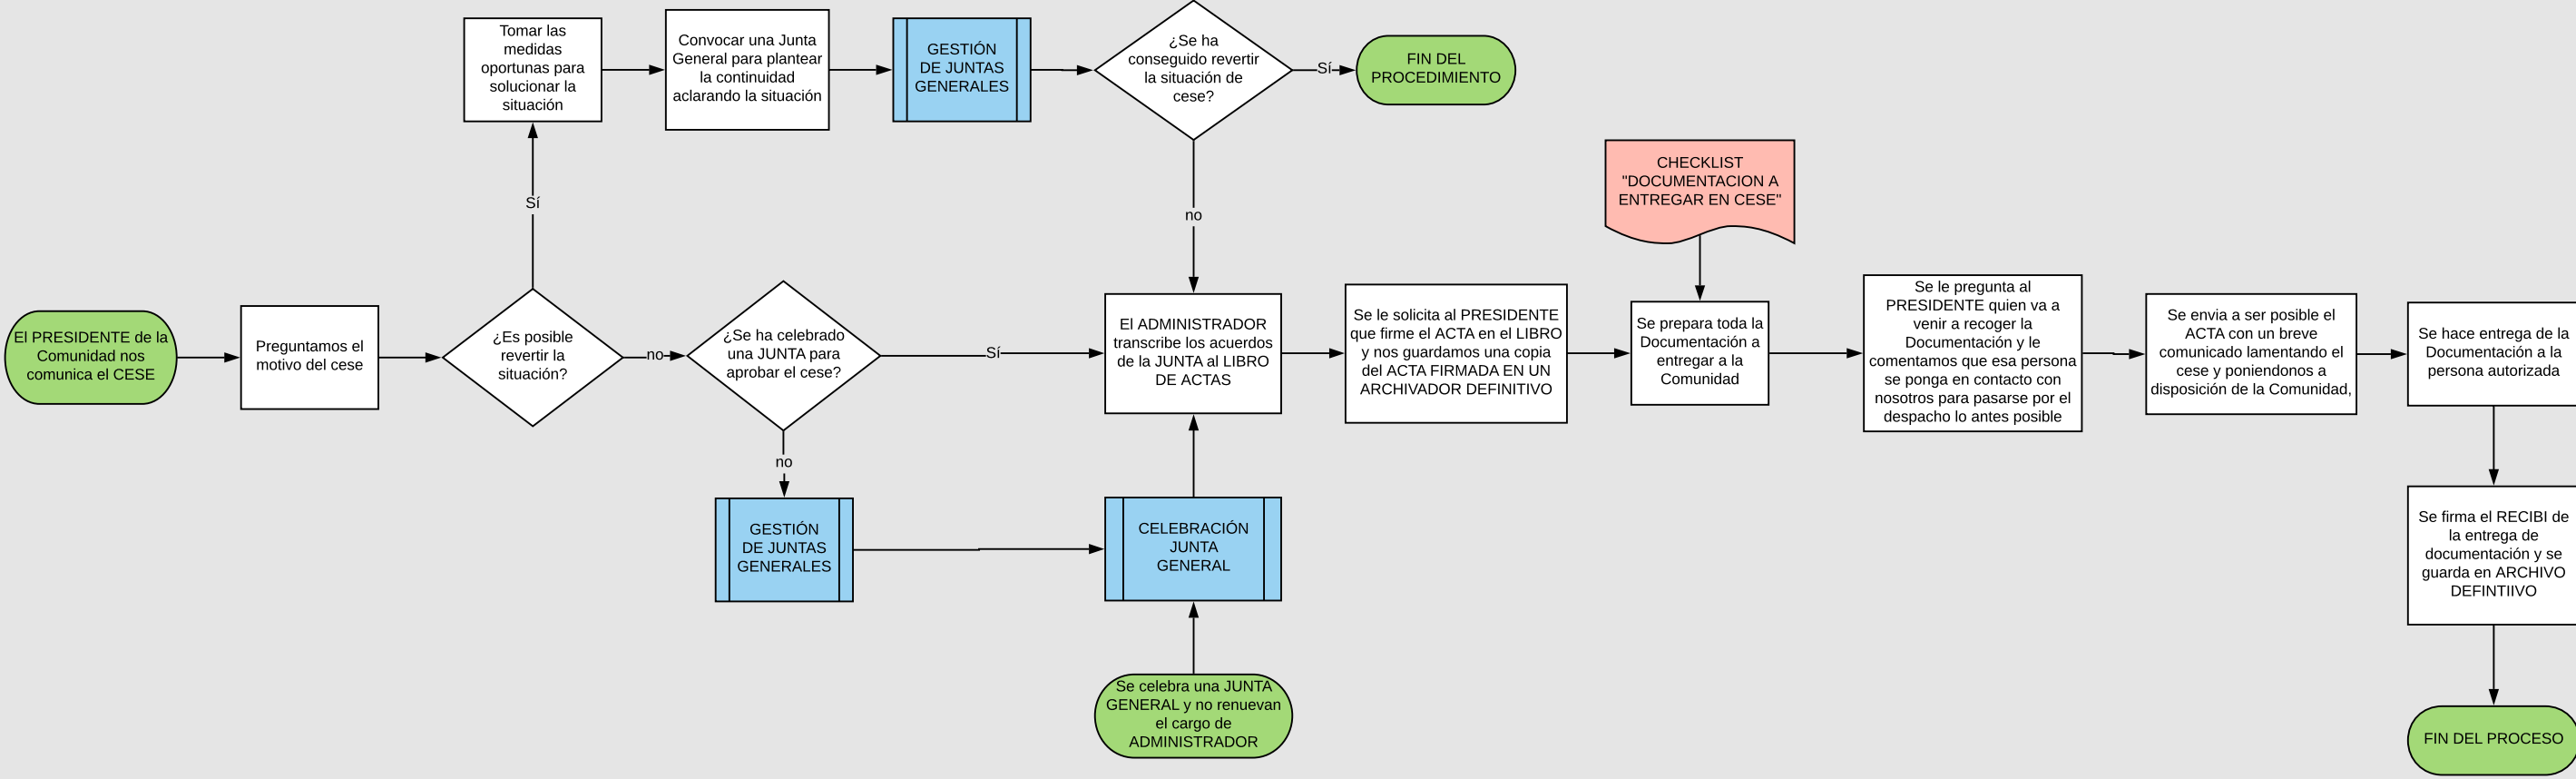 Tomar las
medidas
oportunas para
solucionar la
situación
Convocar una Junta
General para plantear
la continuidad
aclarando la situación
GESTIÓN
DE JUNTAS
GENERALES
¿Se ha
conseguido revertir
la situación de
cese?
Sí
FIN DEL
PROCEDIMIENTO
Sí
no
CHECKLIST
"DOCUMENTACION A
ENTREGAR EN CESE"
El PRESIDENTE de la
Comunidad nos
comunica el CESE
Preguntamos el
motivo del cese
¿Es posible
revertir la
situación?
no
¿Se ha celebrado
una JUNTA para
aprobar el cese?
Sí
El ADMINISTRADOR
transcribe los acuerdos
de la JUNTA al LIBRO
DE ACTAS
Se le solicita al PRESIDENTE
que firme el ACTA en el LIBRO
y nos guardamos una copia
del ACTA FIRMADA EN UN
ARCHIVADOR DEFINITIVO
Se prepara toda la
Documentación a
entregar a la
Comunidad
Se le pregunta al
PRESIDENTE quien va a
venir a recoger la
Documentación y le
comentamos que esa persona
se ponga en contacto con
nosotros para pasarse por el
despacho lo antes posible
Se envia a ser posible el
ACTA con un breve
comunicado lamentando el
cese y poniendonos a
disposición de la Comunidad,
Se hace entrega de la
Documentación a la
persona autorizada
no
GESTIÓN
DE JUNTAS
GENERALES
CELEBRACIÓN
JUNTA
GENERAL
Se firma el RECIBI de
la entrega de
documentación y se
guarda en ARCHIVO
DEFINTIIVO
Se celebra una JUNTA
GENERAL y no renuevan
el cargo de
ADMINISTRADOR
FIN DEL PROCESO